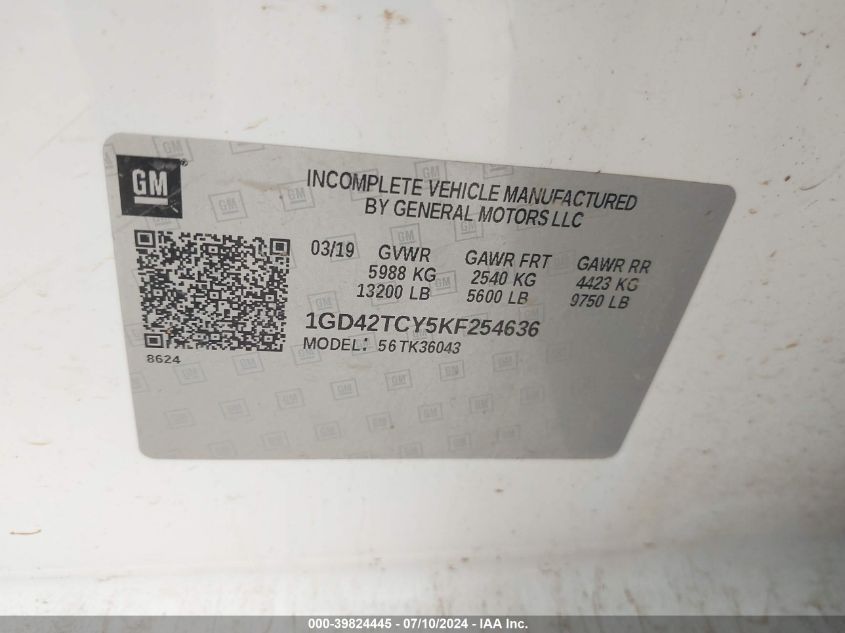 GM
INCOMPLETE VEHICLE MANUFACTURED
BY GENERAL MOTORS LLC
03/19 GVWR GAWR FRT GAWR RR
5988 KG 2540 KG 4423 KG
13200 LB 5600 LB 9750 LB
1GD42TCY5KF254636
MODEL: 56TK36043
8624
000-39824445 - 07/10/2024 - IAA Inc.